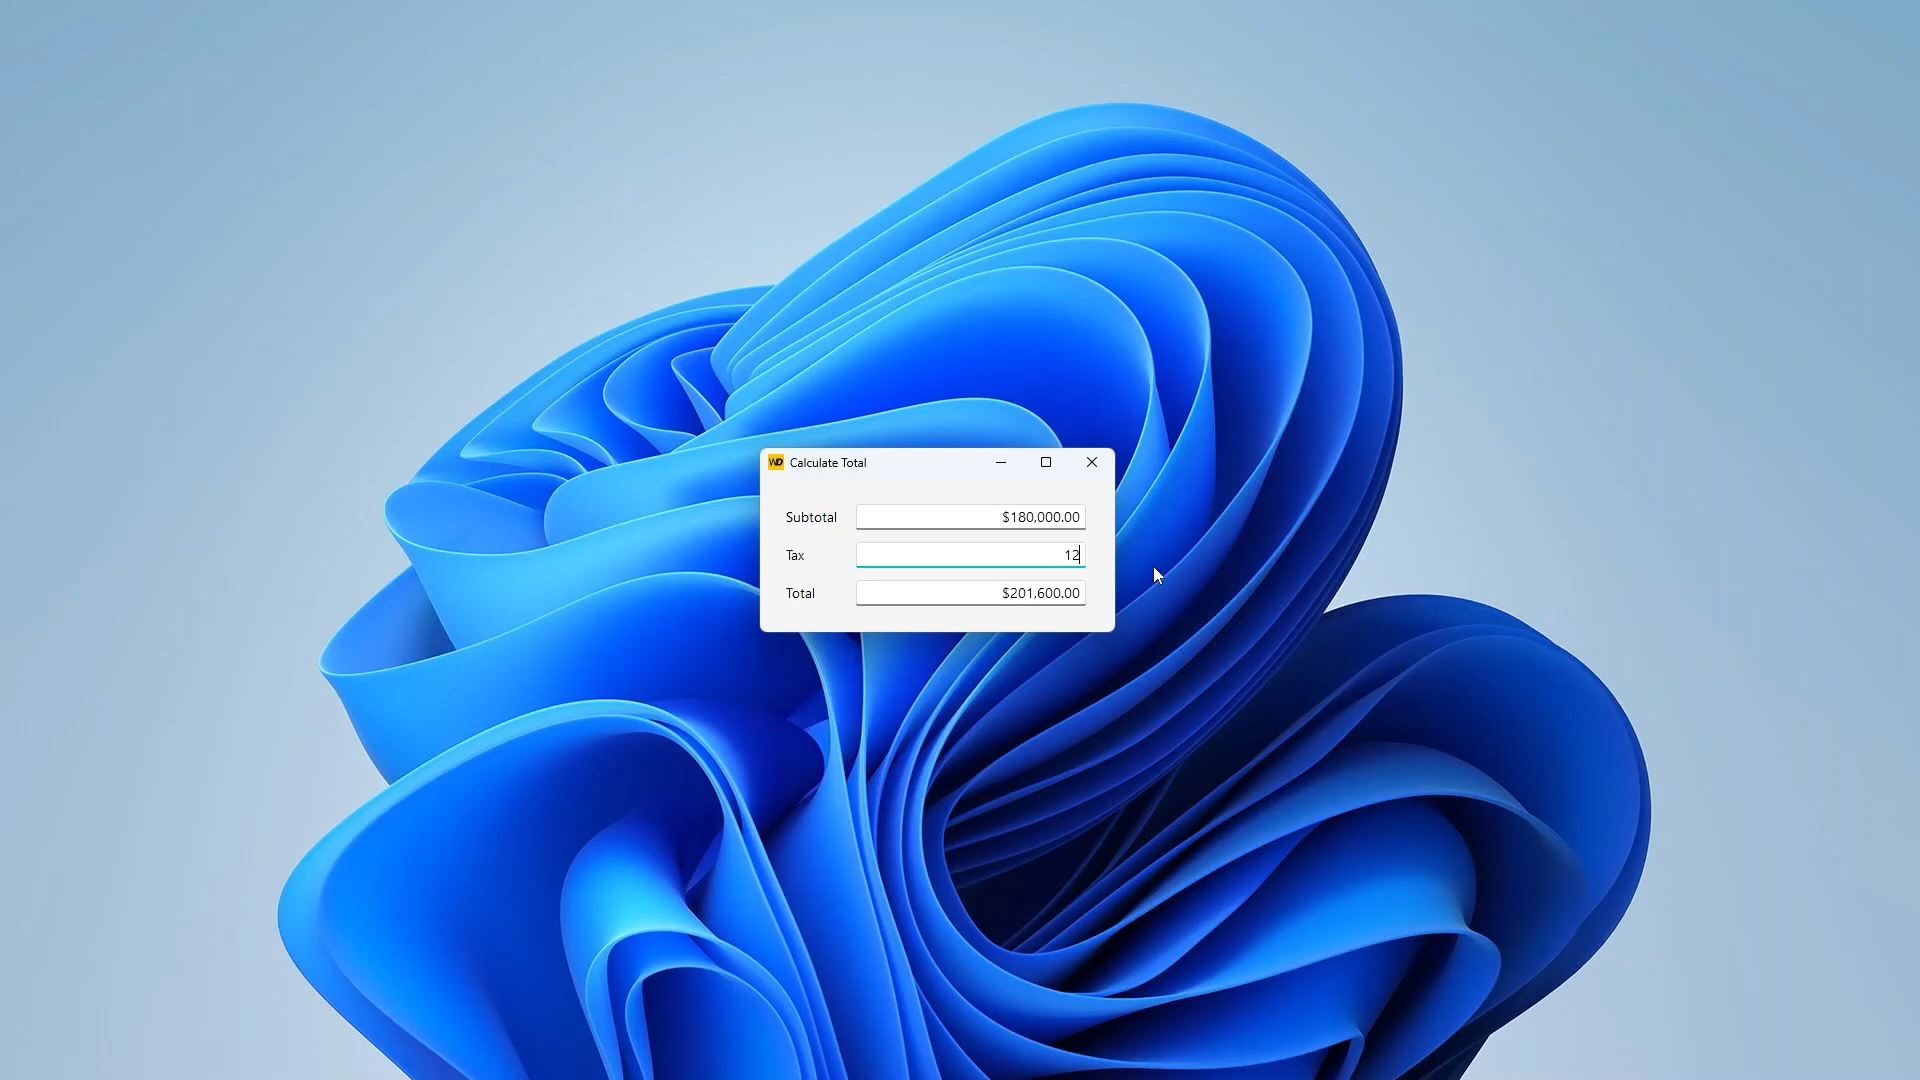 WD Calculate Total
Subtotal $180,000.00
Tax 12
Total $201,600.00